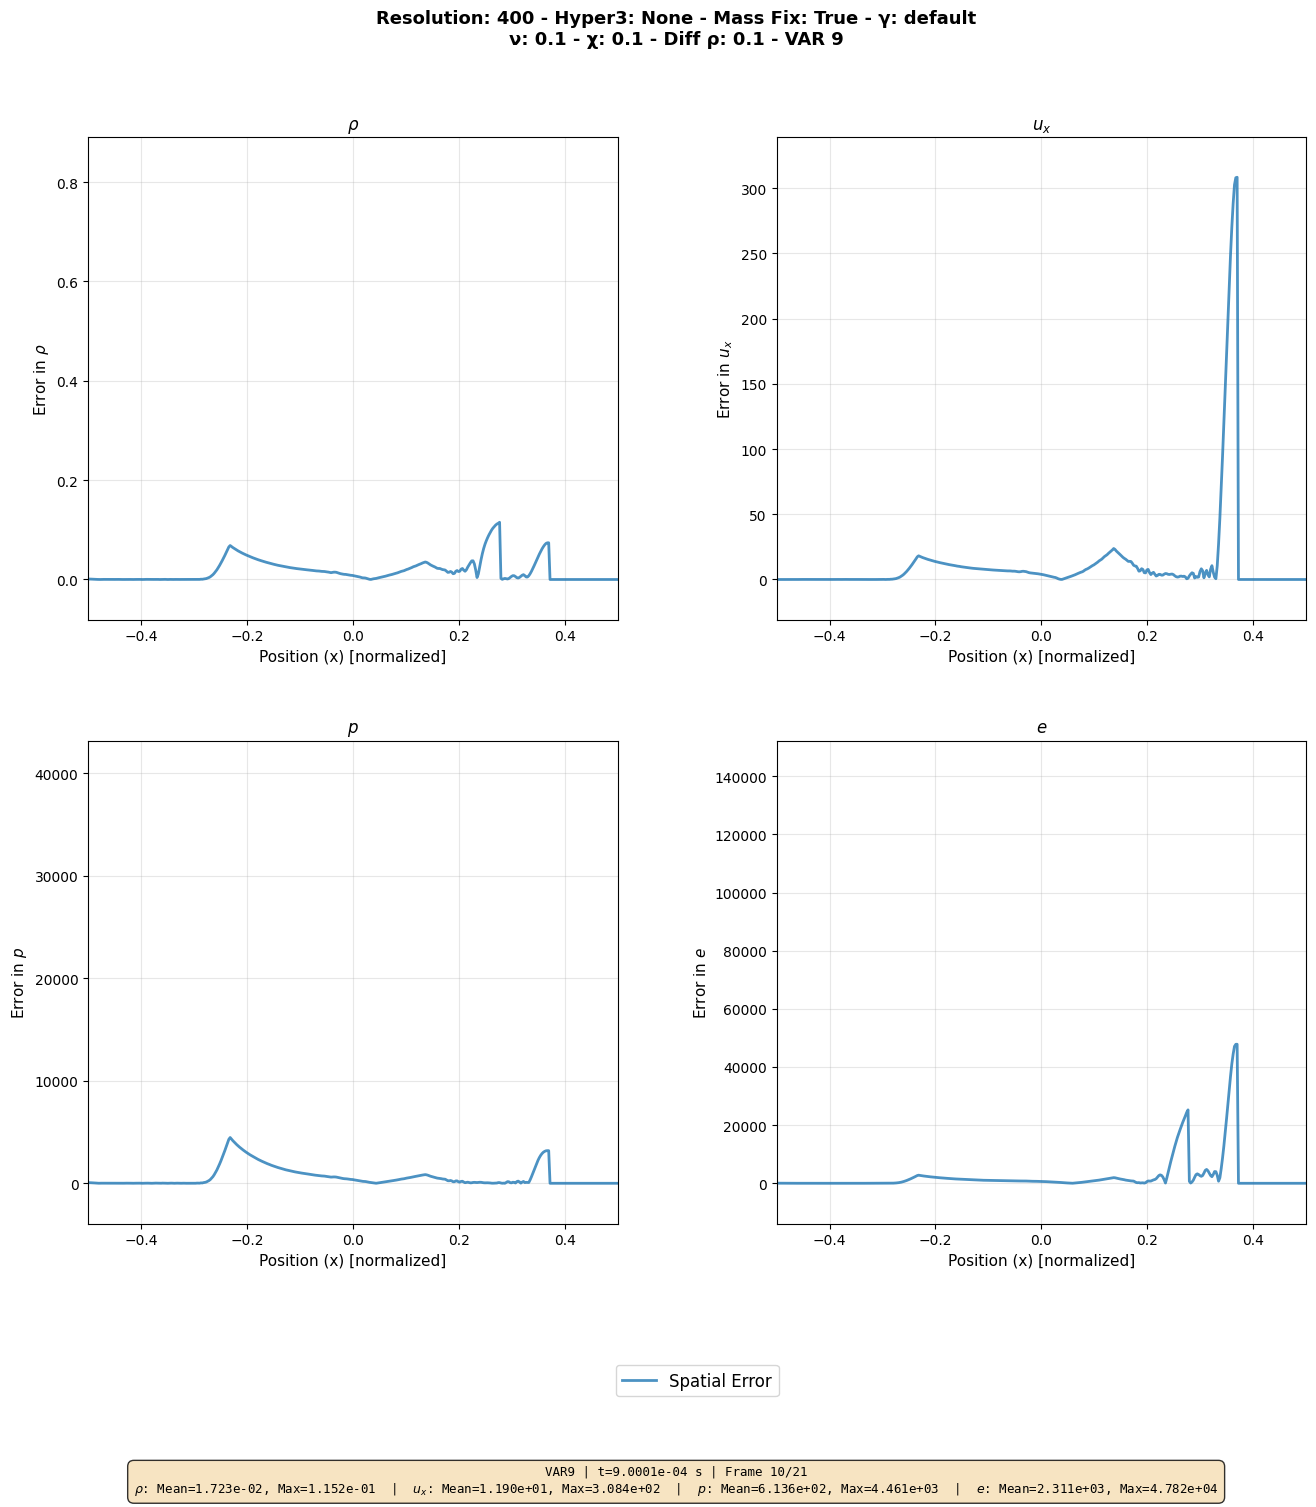 Resolution: 400 - Hyper3: None - Mass Fix: True - γ: default
ν: 0.1 - χ: 0.1 - Diff ρ: 0.1 - VAR 9
ρ
0.8
0.6
0.4
0.2
0.0
Error in ρ
−0.4 −0.2 0.0 0.2 0.4
Position (x) [normalized]
uₓ
300
250
200
150
100
50
0
Error in uₓ
−0.4 −0.2 0.0 0.2 0.4
Position (x) [normalized]
p
40000
30000
20000
10000
0
Error in p
−0.4 −0.2 0.0 0.2 0.4
Position (x) [normalized]
e
140000
120000
100000
80000
60000
40000
20000
0
Error in e
−0.4 −0.2 0.0 0.2 0.4
Position (x) [normalized]
Spatial Error
VAR9 | t=9.0001e-04 s | Frame 10/21
ρ: Mean=1.723e-02, Max=1.152e-01 | uₓ: Mean=1.190e+01, Max=3.084e+02 | p: Mean=6.136e+02, Max=4.461e+03 | e: Mean=2.311e+03, Max=4.782e+04